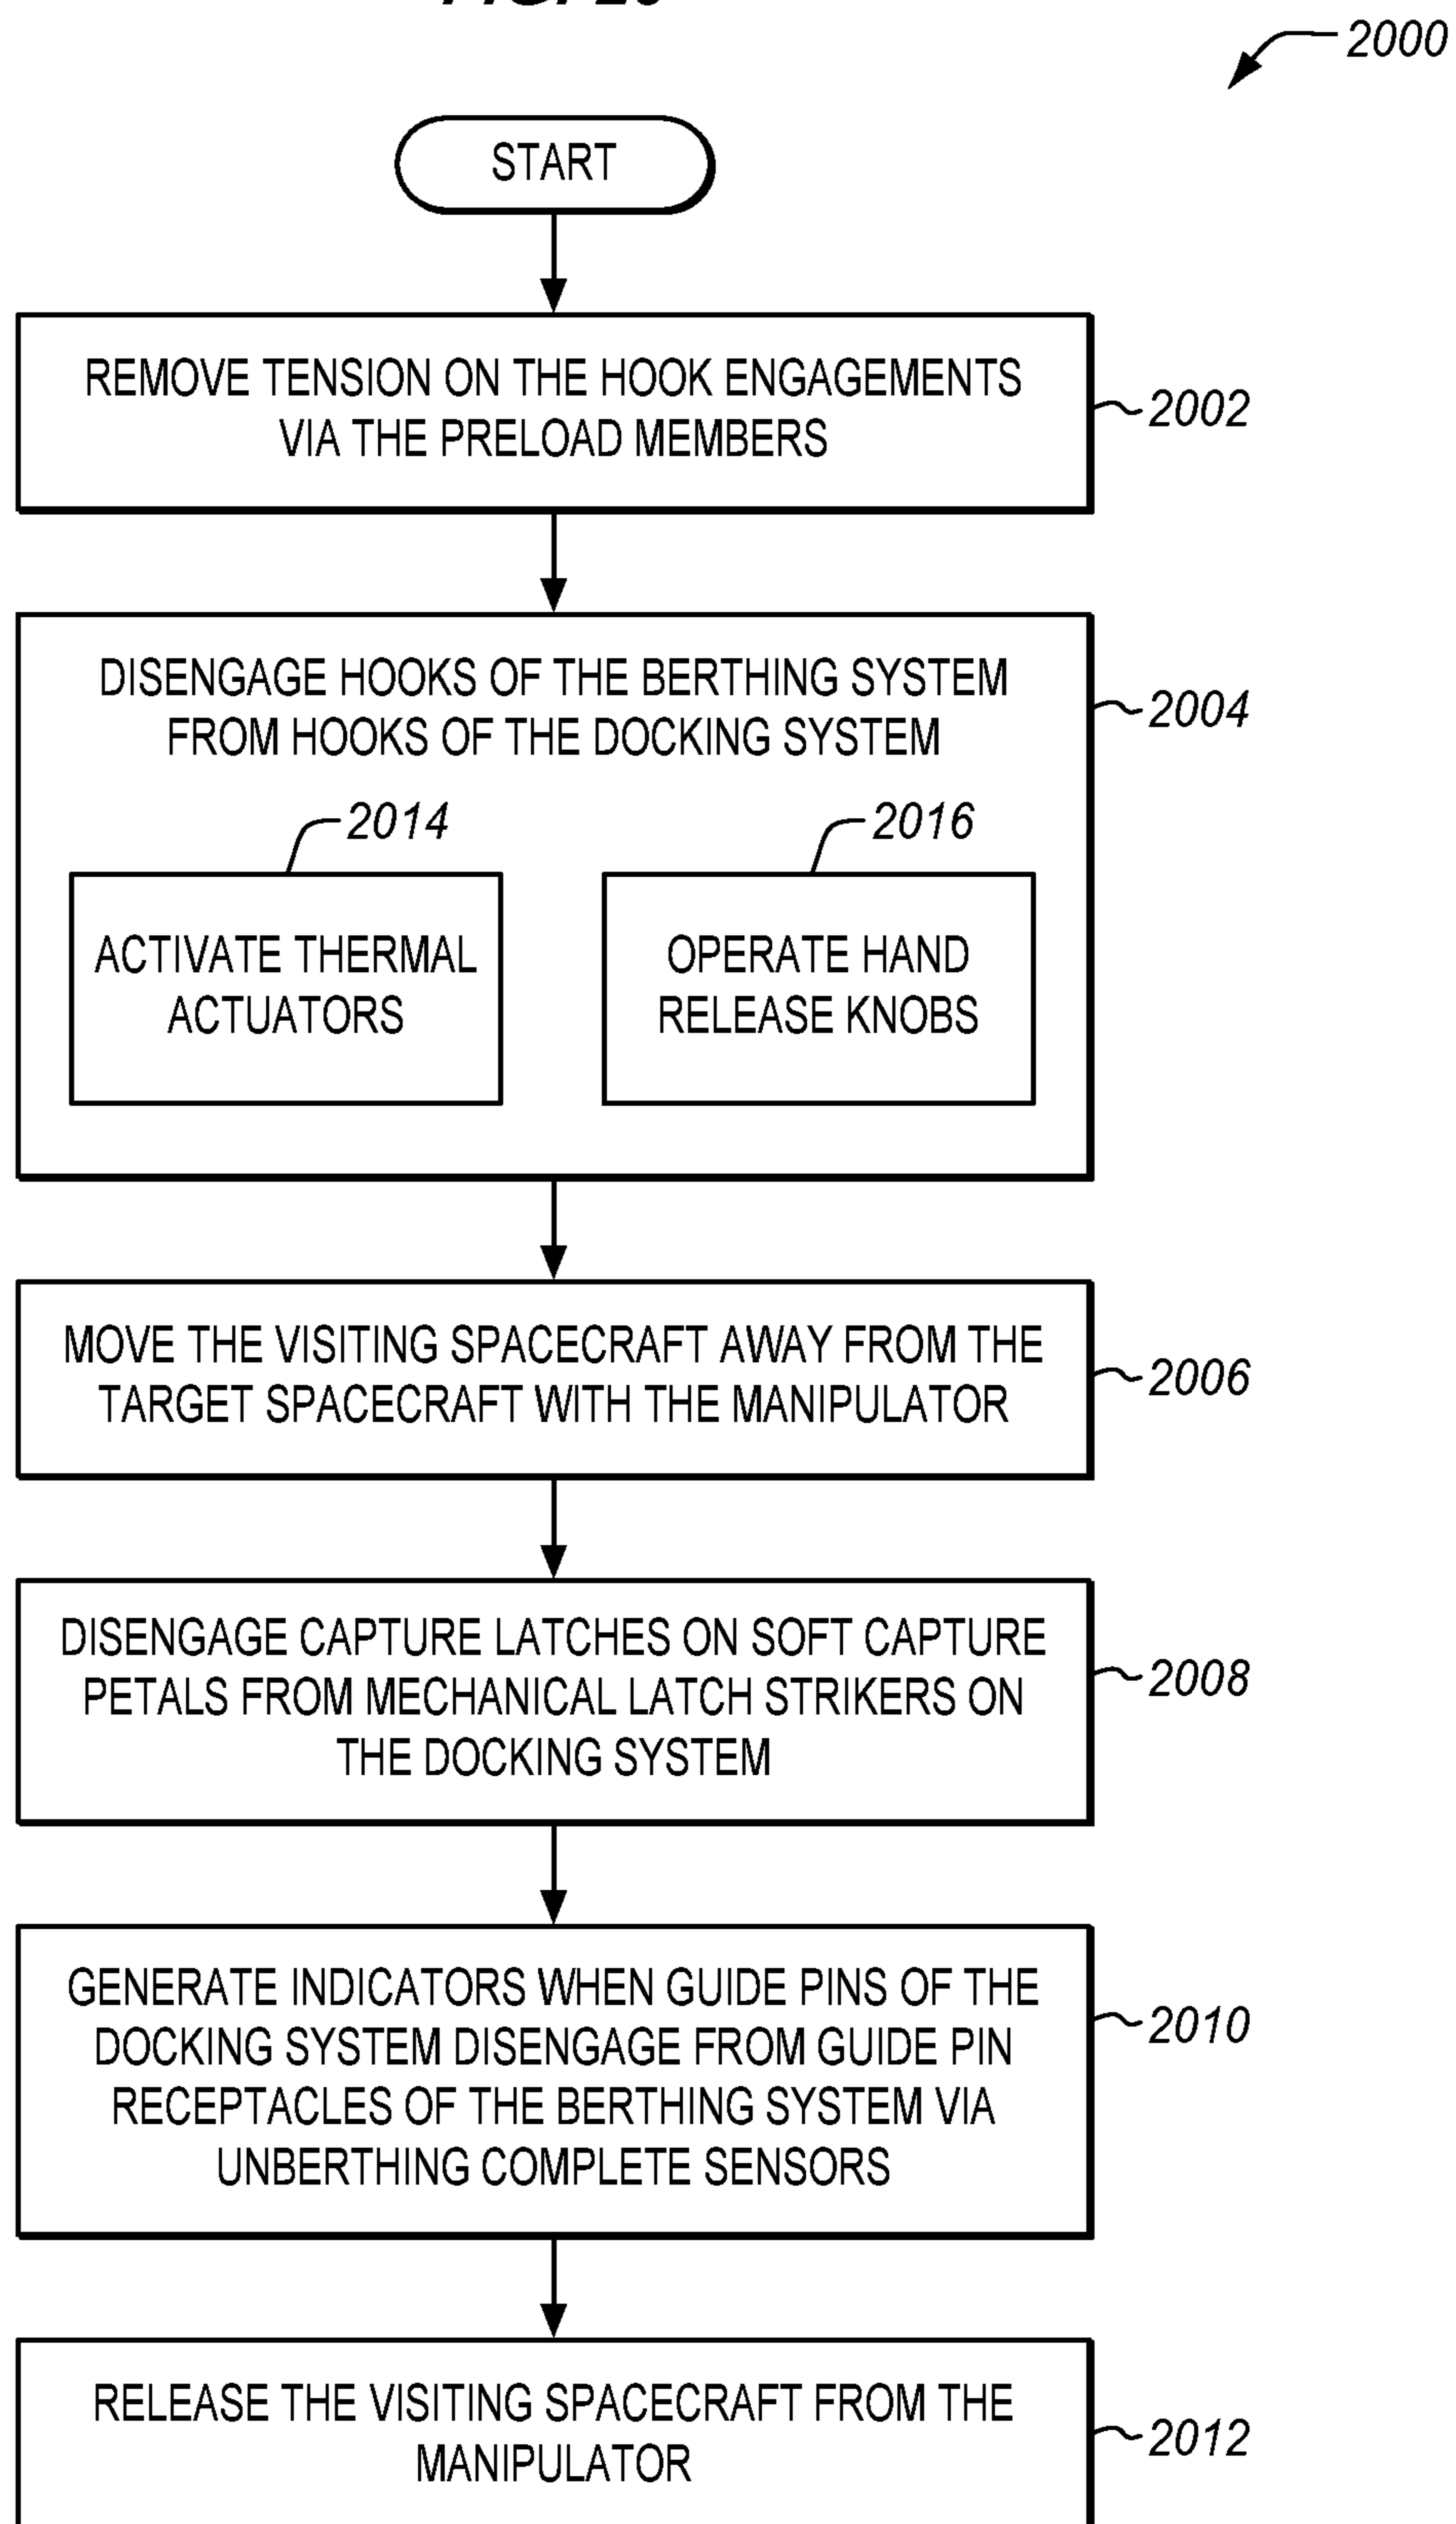 2000
START
REMOVE TENSION ON THE HOOK ENGAGEMENTS
VIA THE PRELOAD MEMBERS
2002
DISENGAGE HOOKS OF THE BERTHING SYSTEM
FROM HOOKS OF THE DOCKING SYSTEM
2004
2014
2016
ACTIVATE THERMAL
ACTUATORS
OPERATE HAND
RELEASE KNOBS
MOVE THE VISITING SPACECRAFT AWAY FROM THE
TARGET SPACECRAFT WITH THE MANIPULATOR
2006
DISENGAGE CAPTURE LATCHES ON SOFT CAPTURE
PETALS FROM MECHANICAL LATCH STRIKERS ON
THE DOCKING SYSTEM
2008
GENERATE INDICATORS WHEN GUIDE PINS OF THE
DOCKING SYSTEM DISENGAGE FROM GUIDE PIN
RECEPTACLES OF THE BERTHING SYSTEM VIA
UNBERTHING COMPLETE SENSORS
2010
RELEASE THE VISITING SPACECRAFT FROM THE
MANIPULATOR
2012